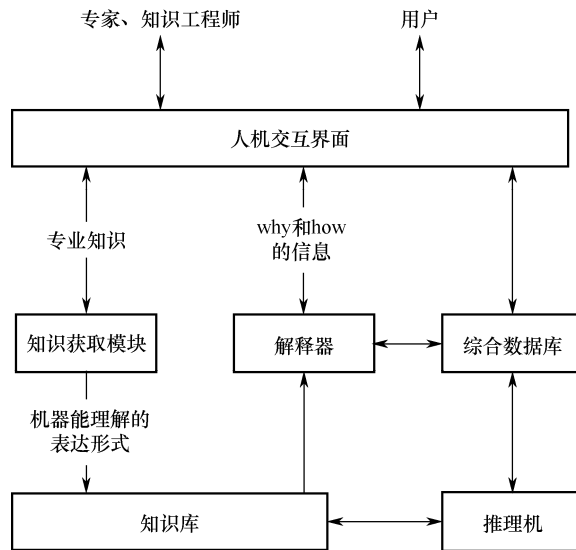 专家、知识工程师
用户
人机交互界面
专业知识
why和how
的信息
知识获取模块
解释器
综合数据库
机器能理解的
表达形式
知识库
推理机